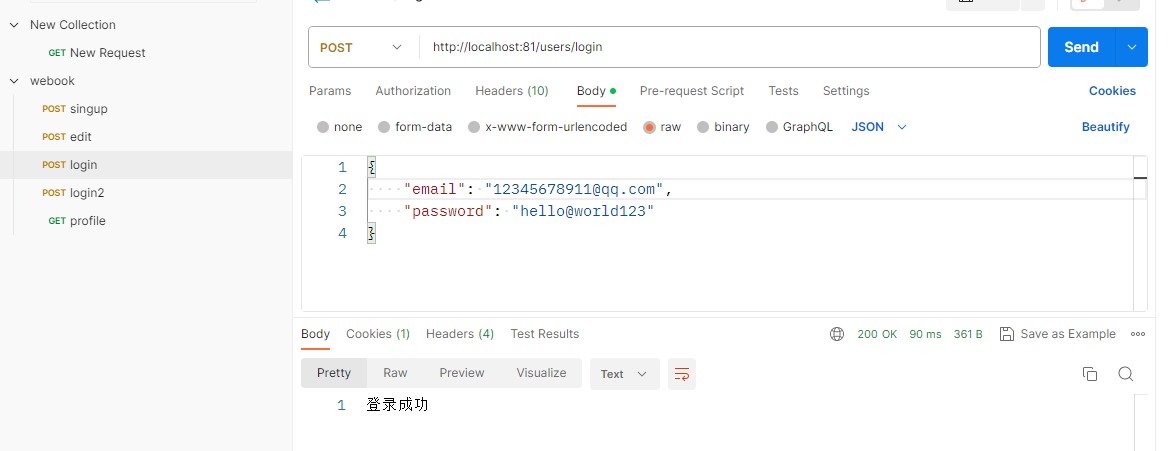 New Collection
GET New Request
webook
POST singup
POST edit
POST login
POST login2
GET profile
POST http://localhost:81/users/login Send
Params Authorization Headers (10) Body Pre-request Script Tests Settings Cookies
none form-data x-www-form-urlencoded raw binary GraphQL JSON Beautify
1 {
2 "email": "12345678911@qq.com",
3 "password": "hello@world123"
4 }
Body Cookies (1) Headers (4) Test Results 200 OK 90 ms 361 B Save as Example
Pretty Raw Preview Visualize Text
1 登录成功